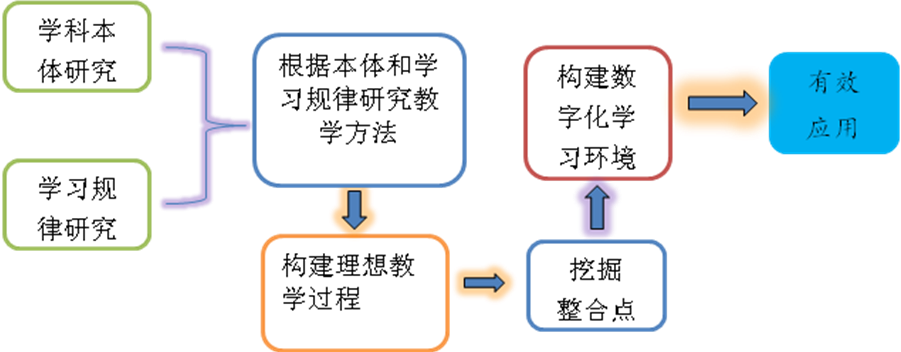 学科本
体研究
学习规
律研究
根据本体和学
习规律研究教
学方法
构建理想教
学过程
挖掘
整合点
构建数
字化学
习环境
有效
应用